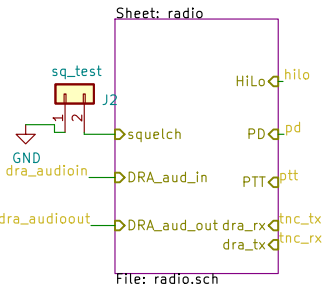 Sheet: radio
sq_test
J2
1
2
GND
HiLo
hilo
squelch
PD
pd
dra_audioin
DRA_aud_in
PTT
ptt
dra_audioout
DRA_aud_out
dra_rx
tnc_tx
dra_tx
tnc_rx
File: radio.sch